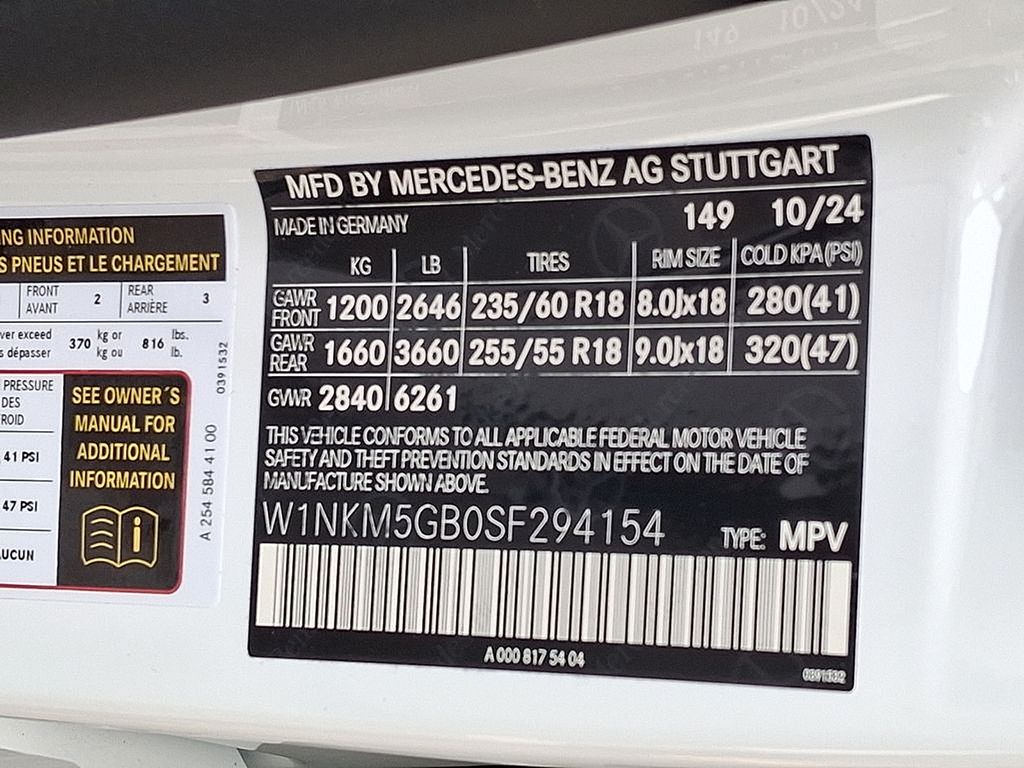 NG INFORMATION
S PNEUS ET LE CHARGEMENT
FRONT
AVANT
2
REAR
ARRIÈRE
3
ver exceed
s dépasser
370
kg or
kg ou
816
lbs.
lb.
PRESSURE
DES
ROID
41 PSI
47 PSI
AUCUN
SEE OWNER´S
MANUAL FOR
ADDITIONAL
INFORMATION
A 254 584 41 00
0391532
MFD BY MERCEDES-BENZ AG STUTTGART
MADE IN GERMANY 149 10/24
KG LB TIRES RIM SIZE COLD KPA (PSI)
GAWR FRONT 1200 2646 235/60 R18 8.0Jx18 280(41)
GAWR REAR 1660 3660 255/55 R18 9.0Jx18 320(47)
GVWR 2840 6261
THIS VEHICLE CONFORMS TO ALL APPLICABLE FEDERAL MOTOR VEHICLE
SAFETY AND THEFT PREVENTION STANDARDS IN EFFECT ON THE DATE OF
MANUFACTURE SHOWN ABOVE.
W1NKM5GB0SF294154 TYPE: MPV
A 000 817 54 04
0391532
149 10/24